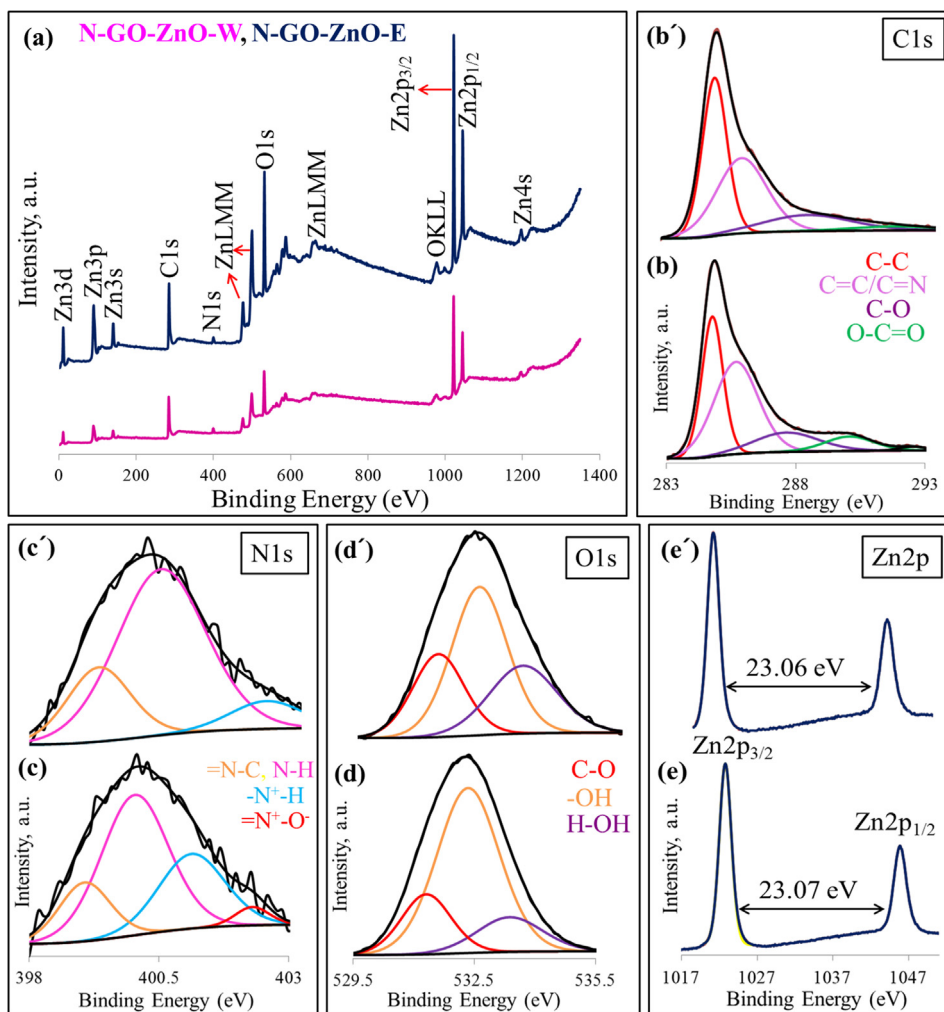 (a)
N-GO-ZnO-W, N-GO-ZnO-E
Intensity, a.u.
Zn3d
Zn3p
Zn3s
C1s
N1s
ZnLMM
O1s
ZnLMM
OKLL
Zn2p3/2
Zn2p1/2
Zn4s
0 200 400 600 800 1000 1200 1400
Binding Energy (eV)
(b´)
C1s
(b)
C-C
C=C/C=N
C-O
O-C=O
Intensity, a.u.
283 288 293
Binding Energy (eV)
(c´)
N1s
(c)
=N-C, N-H
-N⁺-H
=N⁺-O⁻
Intensity, a.u.
398 400.5 403
Binding Energy (eV)
(d´)
O1s
(d)
C-O
-OH
H-OH
Intensity, a.u.
529.5 532.5 535.5
Binding Energy (eV)
(e´)
Zn2p
23.06 eV
Zn2p3/2
(e)
Zn2p1/2
23.07 eV
Intensity, a.u.
1017 1027 1037 1047
Binding Energy (eV)